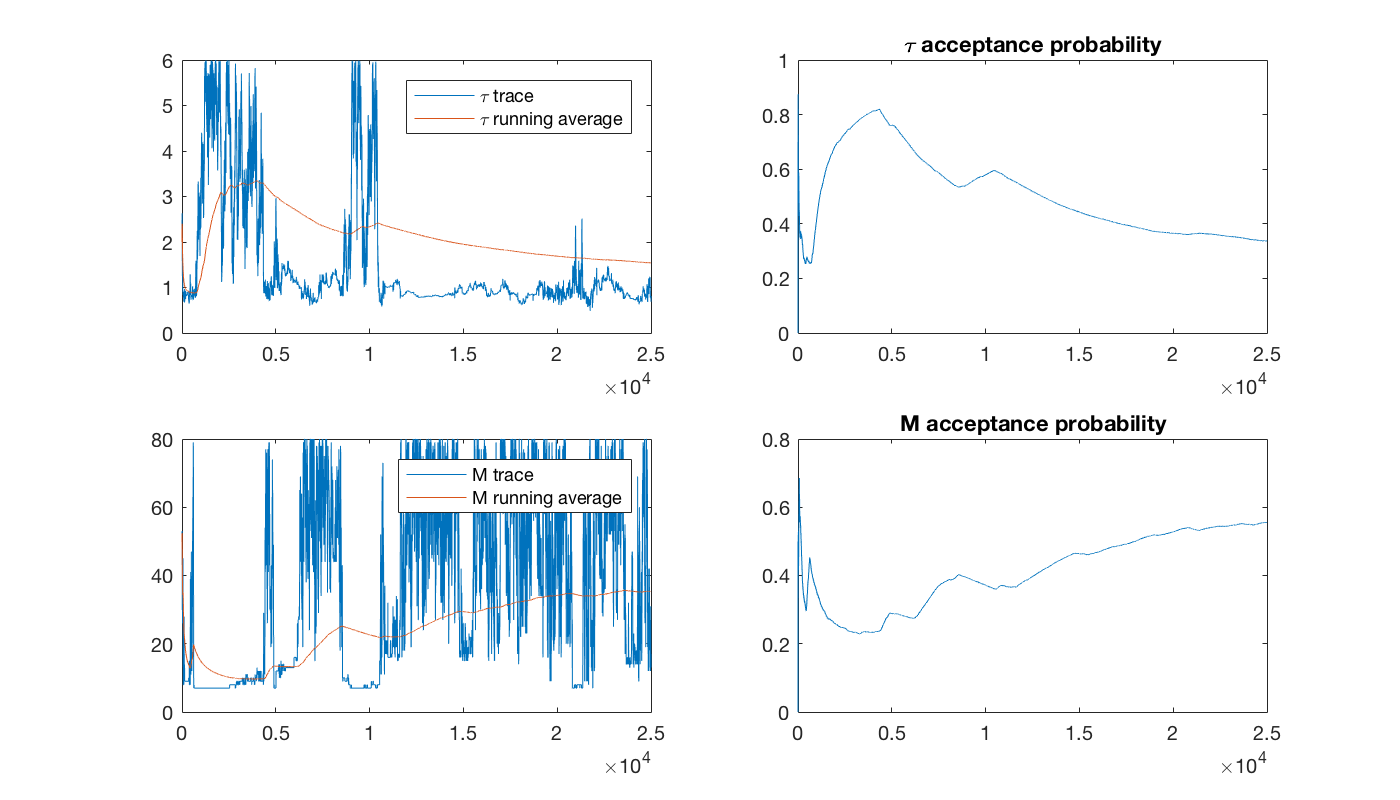 6
5
4
3
2
1
0
τ trace
τ running average
0 0.5 1 1.5 2 2.5
×10⁴
τ acceptance probability
1
0.8
0.6
0.4
0.2
0
0 0.5 1 1.5 2 2.5
×10⁴
80
60
40
20
0
M trace
M running average
0 0.5 1 1.5 2 2.5
×10⁴
M acceptance probability
0.8
0.6
0.4
0.2
0
0 0.5 1 1.5 2 2.5
×10⁴